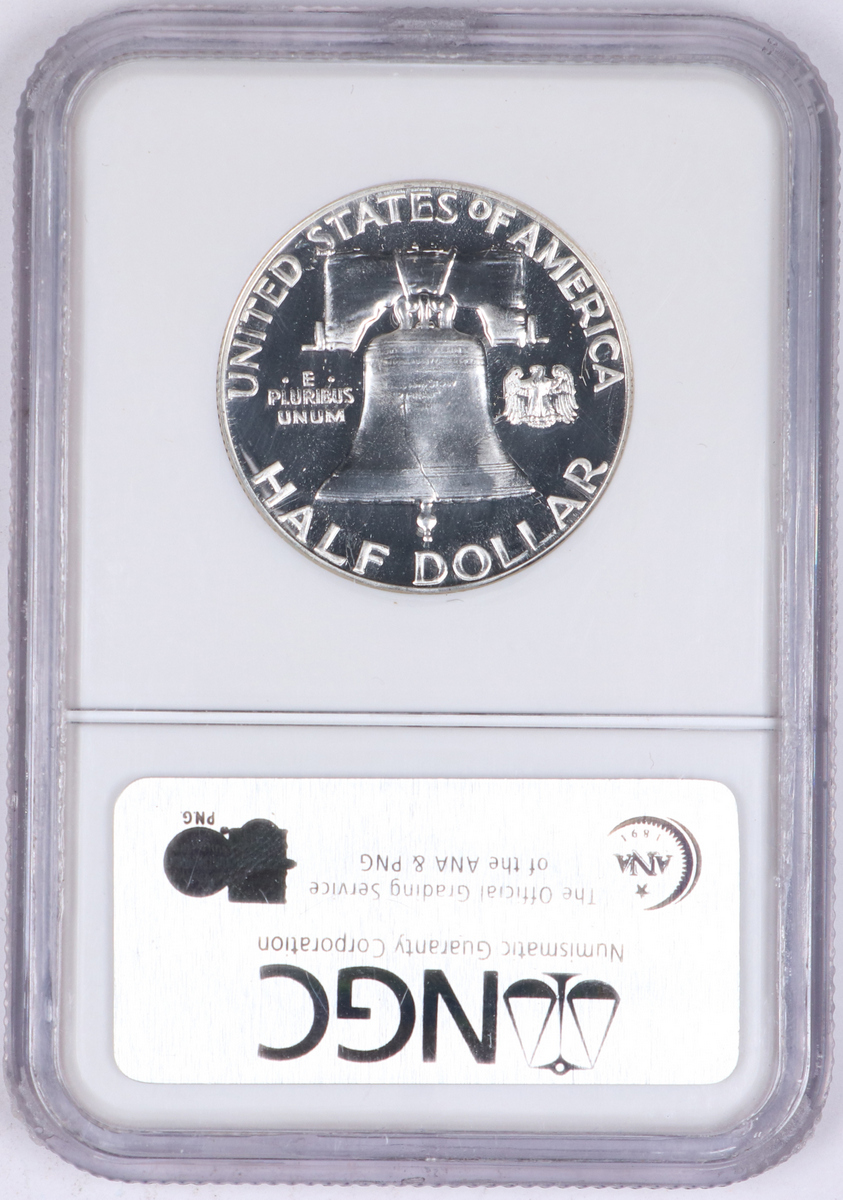 UNITED STATES OF AMERICA
· E ·
PLURIBUS
UNUM
HALF DOLLAR
NGC
Numismatic Guaranty Corporation
The Official Grading Service
of the ANA & PNG
1891
ANA
PNG